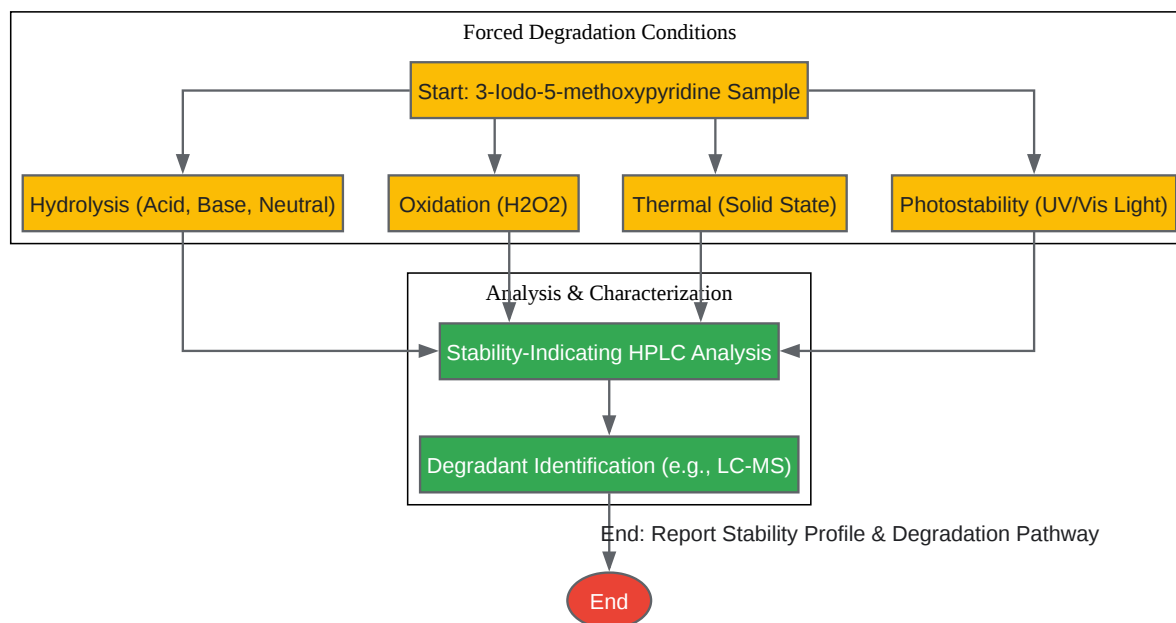 Forced Degradation Conditions
Start: 3-Iodo-5-methoxypyridine Sample
Hydrolysis (Acid, Base, Neutral)
Oxidation (H2O2)
Thermal (Solid State)
Photostability (UV/Vis Light)
Analysis & Characterization
Stability-Indicating HPLC Analysis
Degradant Identification (e.g., LC-MS)
End: Report Stability Profile & Degradation Pathway
End